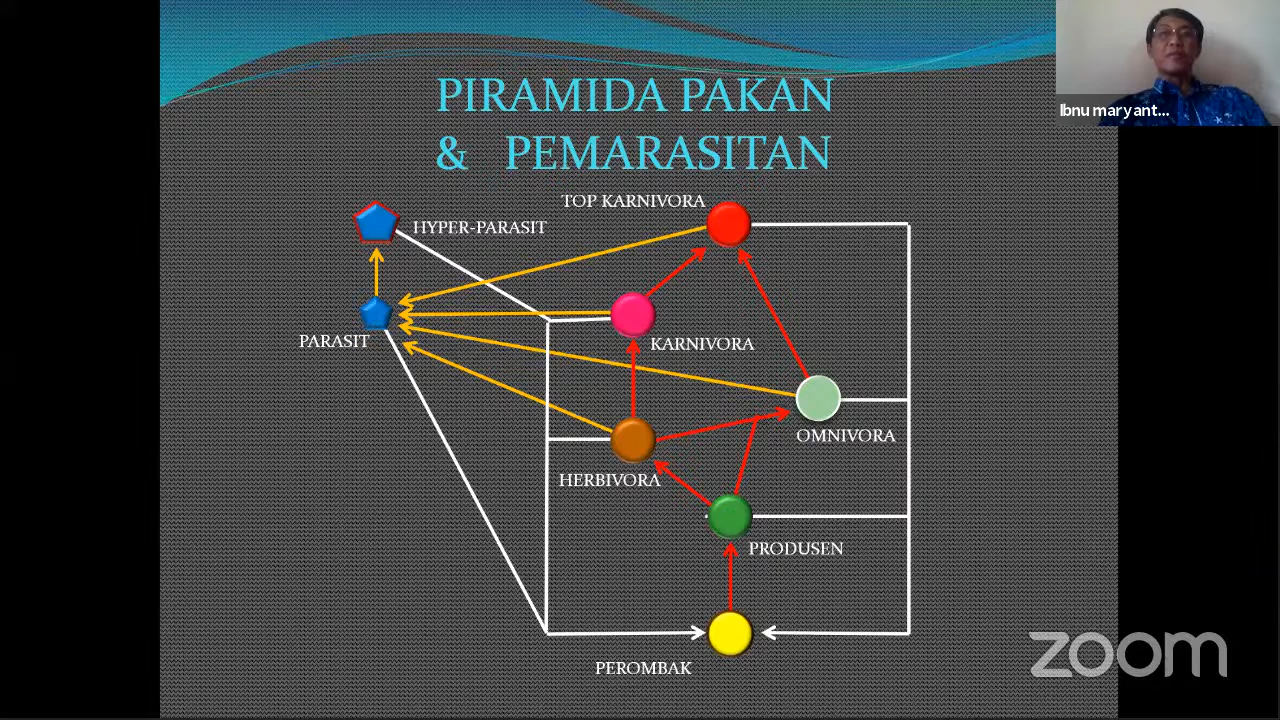 PIRAMIDA PAKAN
& PEMARASITAN
Ibnu maryant...
TOP KARNIVORA
HYPER-PARASIT
PARASIT
KARNIVORA
OMNIVORA
HERBIVORA
PRODUSEN
PEROMBAK
zoom